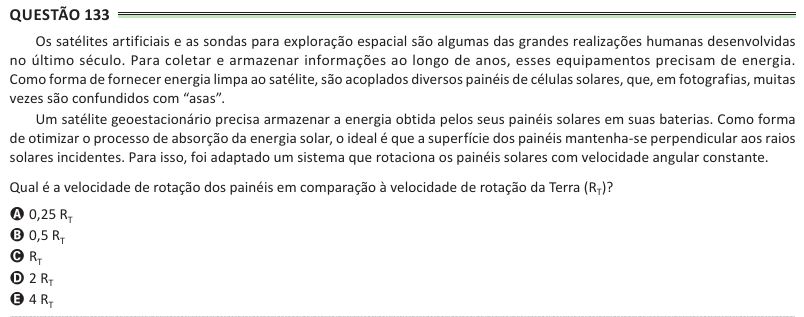 QUESTÃO 133
Os satélites artificiais e as sondas para exploração espacial são algumas das grandes realizações humanas desenvolvidas
no último século. Para coletar e armazenar informações ao longo de anos, esses equipamentos precisam de energia.
Como forma de fornecer energia limpa ao satélite, são acoplados diversos painéis de células solares, que, em fotografias, muitas
vezes são confundidos com “asas”.
Um satélite geoestacionário precisa armazenar a energia obtida pelos seus painéis solares em suas baterias. Como forma
de otimizar o processo de absorção da energia solar, o ideal é que a superfície dos painéis mantenha-se perpendicular aos raios
solares incidentes. Para isso, foi adaptado um sistema que rotaciona os painéis solares com velocidade angular constante.
Qual é a velocidade de rotação dos painéis em comparação à velocidade de rotação da Terra (R_T)?
A 0,25 R_T
B 0,5 R_T
C R_T
D 2 R_T
E 4 R_T